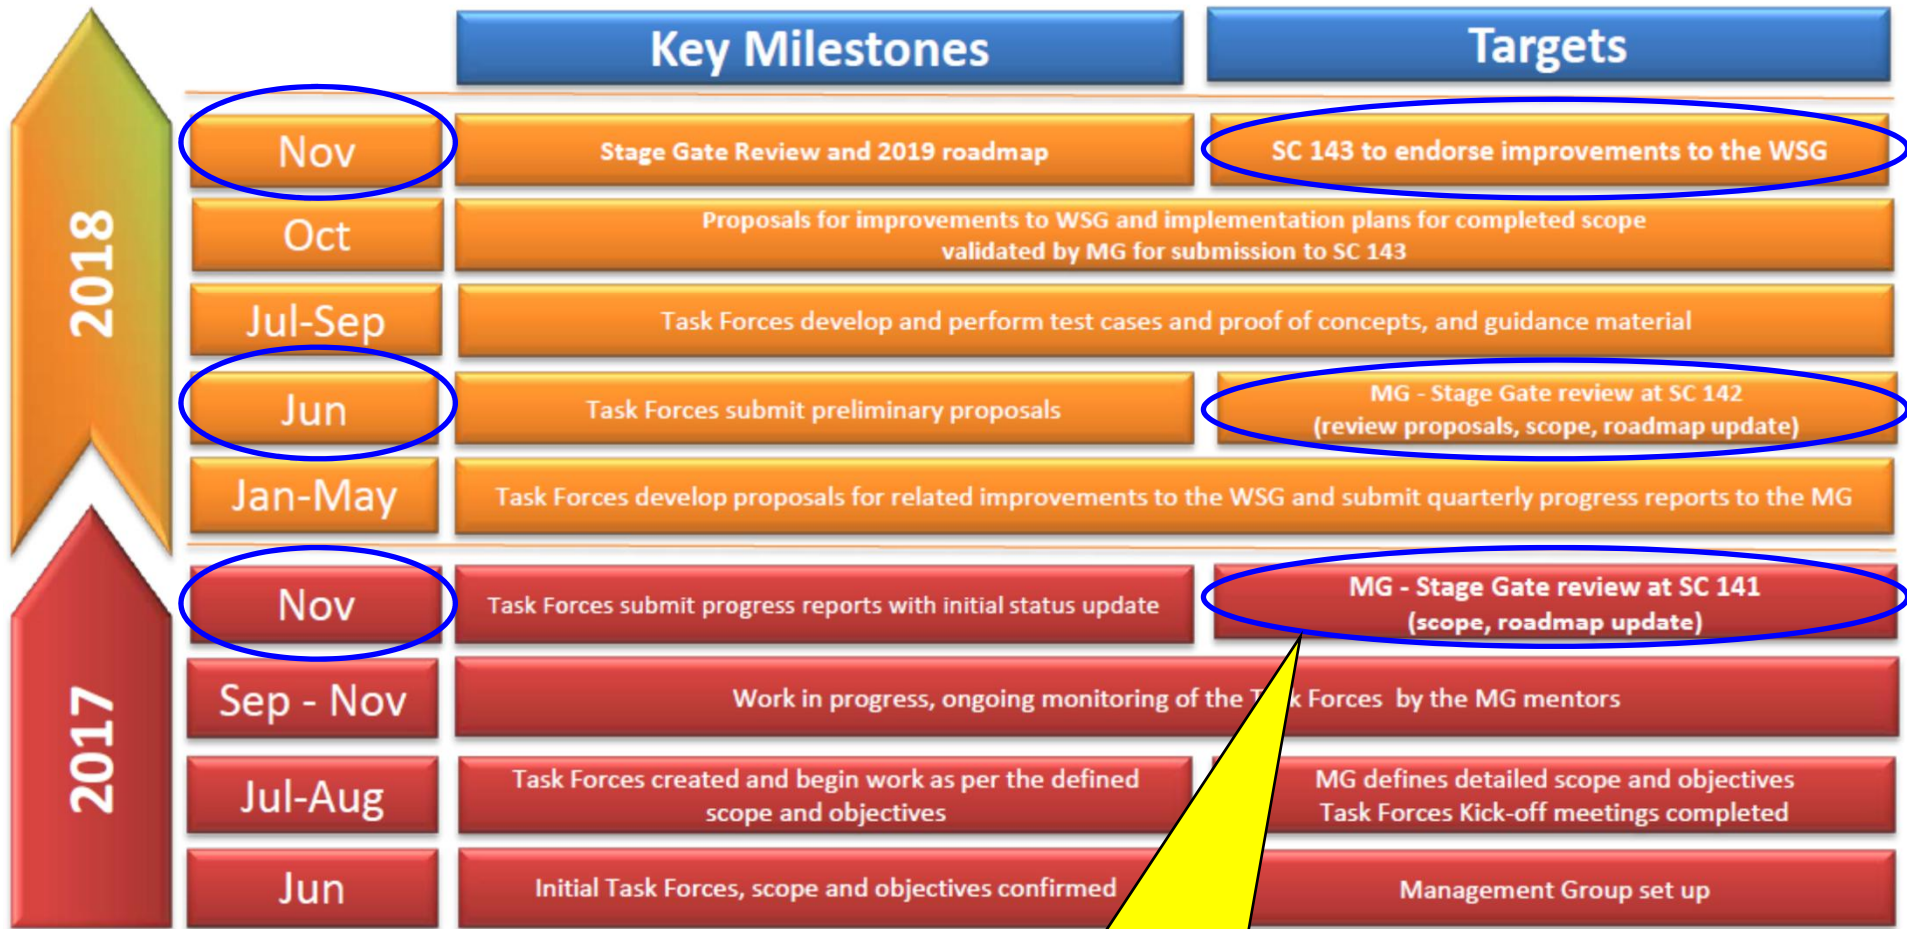 Key Milestones
Targets
2018
Nov
Stage Gate Review and 2019 roadmap
SC 143 to endorse improvements to the WSG
Oct
Proposals for improvements to WSG and implementation plans for completed scope
validated by MG for submission to SC 143
Jul-Sep
Task Forces develop and perform test cases and proof of concepts, and guidance material
Jun
Task Forces submit preliminary proposals
MG - Stage Gate review at SC 142
(review proposals, scope, roadmap update)
Jan-May
Task Forces develop proposals for related improvements to the WSG and submit quarterly progress reports to the MG
2017
Nov
Task Forces submit progress reports with initial status update
MG - Stage Gate review at SC 141
(scope, roadmap update)
Sep - Nov
Work in progress, ongoing monitoring of the Forces by the MG mentors
Jul-Aug
Task Forces created and begin work as per the defined
scope and objectives
MG defines detailed scope and objectives
Task Forces Kick-off meetings completed
Jun
Initial Task Forces, scope and objectives confirmed
Management Group set up